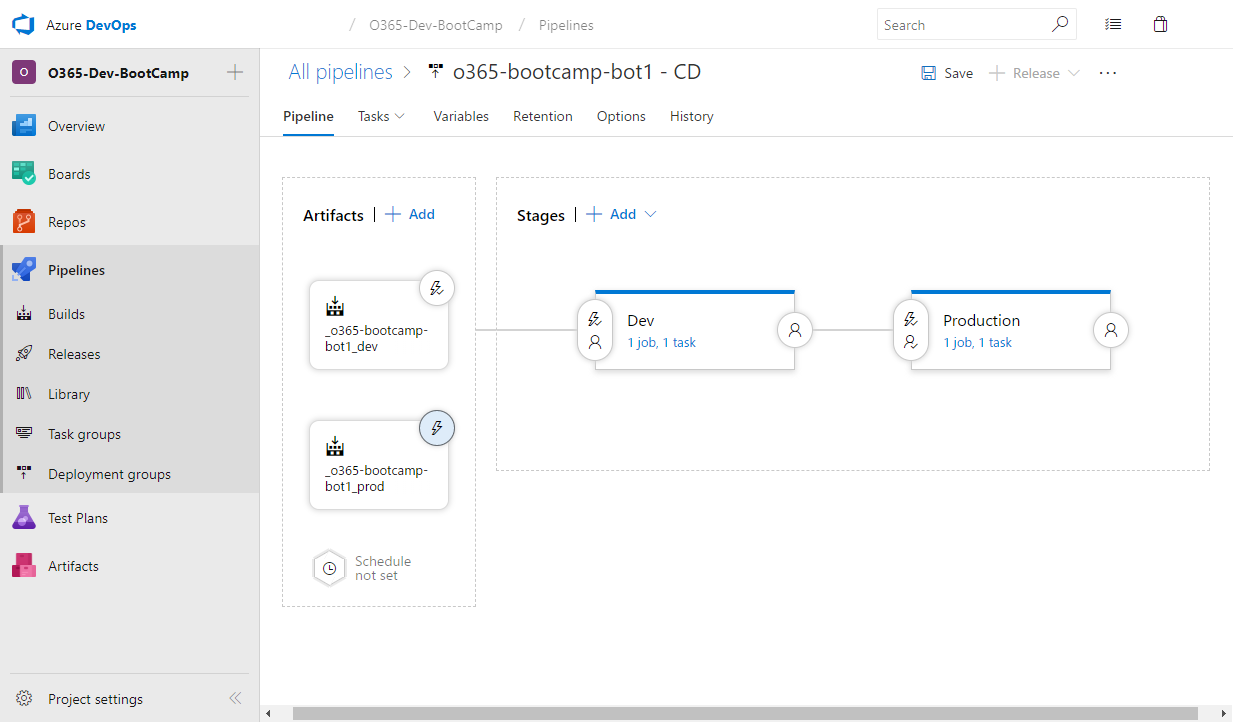 Azure DevOps / O365-Dev-BootCamp / Pipelines Search
O O365-Dev-BootCamp
Overview
Boards
Repos
Pipelines
Builds
Releases
Library
Task groups
Deployment groups
Test Plans
Artifacts
Project settings
All pipelines > o365-bootcamp-bot1 - CD Save Release ...
Pipeline Tasks Variables Retention Options History
Artifacts | Add
_o365-bootcamp-
bot1_dev
_o365-bootcamp-
bot1_prod
Schedule
not set
Stages | Add
Dev
1 job, 1 task
Production
1 job, 1 task